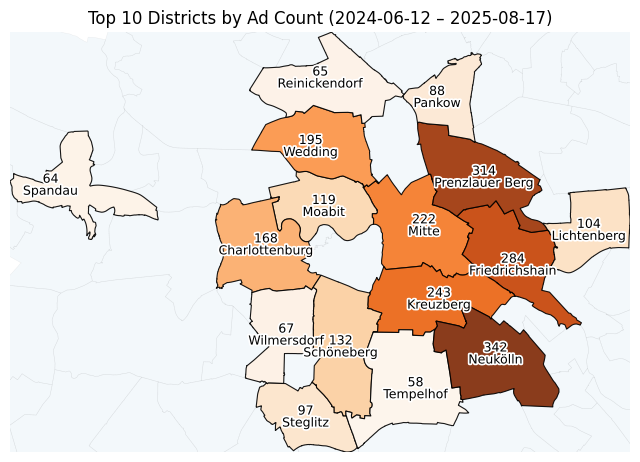 Top 10 Districts by Ad Count (2024-06-12 – 2025-08-17)
65
Reinickendorf
88
Pankow
195
Wedding
314
Prenzlauer Berg
64
Spandau
119
Moabit
222
Mitte
104
Lichtenberg
168
Charlottenburg
284
Friedrichshain
243
Kreuzberg
67
Wilmersdorf
132
Schöneberg
342
Neukölln
58
Tempelhof
97
Steglitz